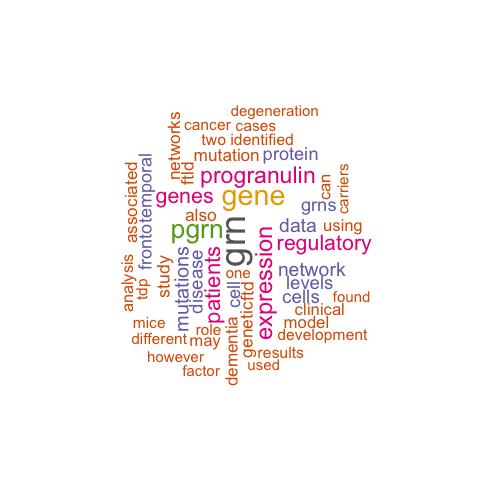 degeneration
cancer cases
two identified
networks
mutation protein
ftld
progranulin
can
carriers
associated
frontotemporal
genes gene
grns
also
pgrn
grn
data using
expression
regulatory
patients
mutations
disease
study
analysis
tdp
cell
one
network
levels
cells found
geneticftd
clinical
mice
role
model
different may
development
dementia
however
results
factor
used